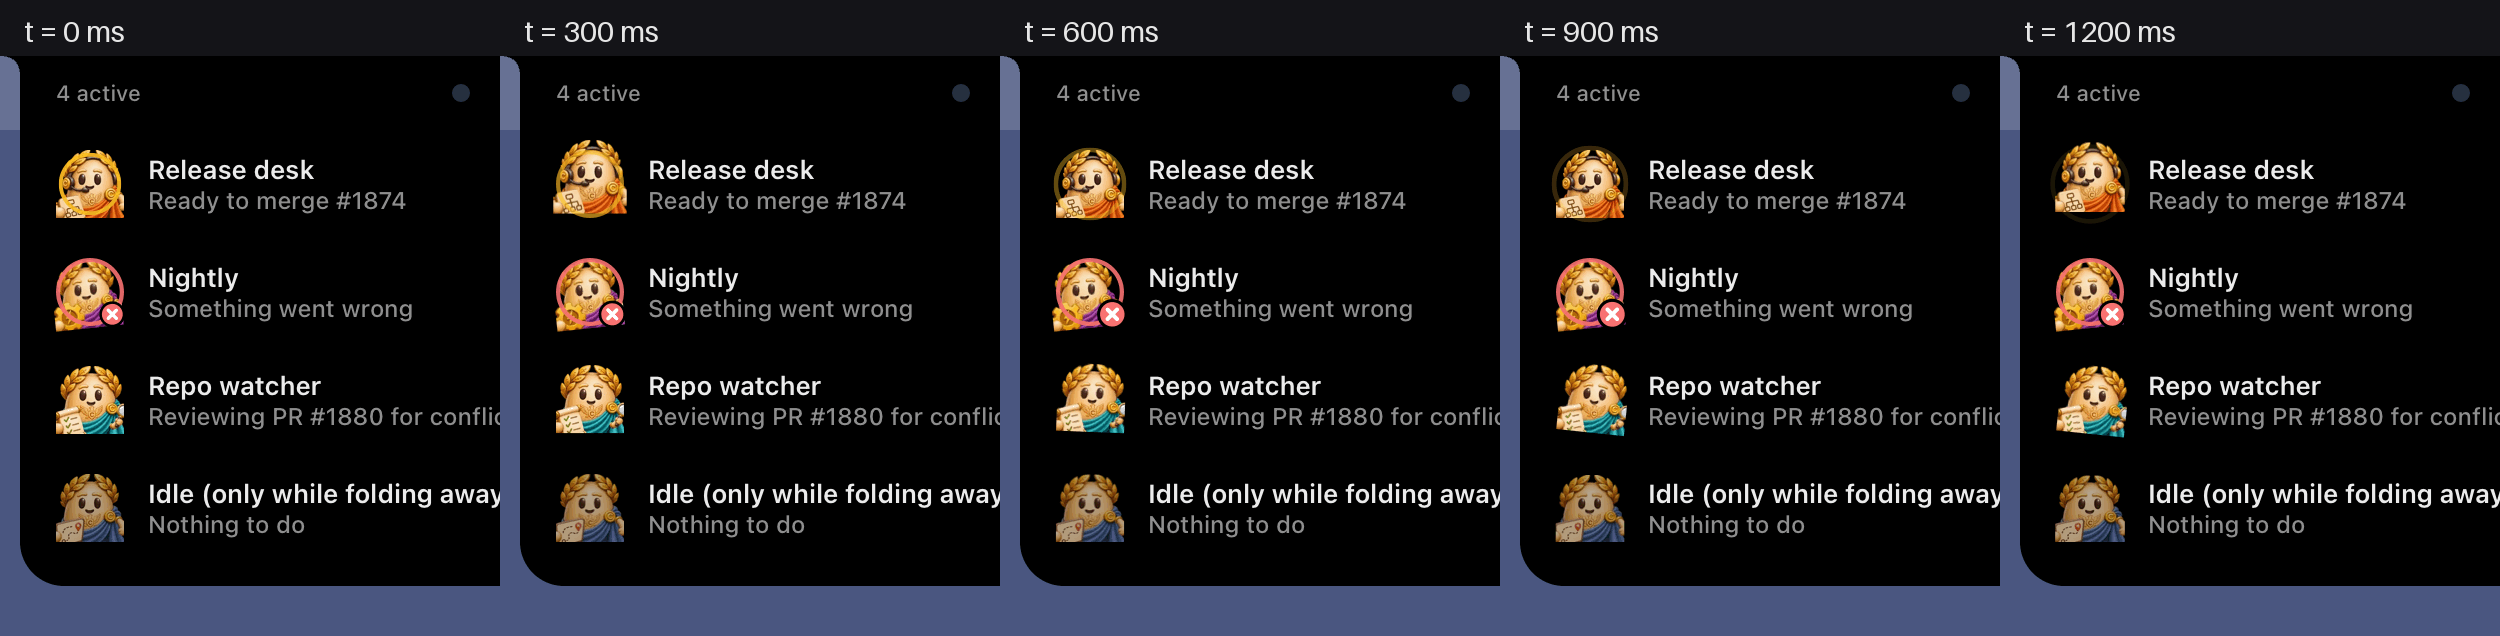 t = 0 ms
4 active
Release desk
Ready to merge #1874
Nightly
Something went wrong
Repo watcher
Reviewing PR #1880 for conflic
Idle (only while folding away
Nothing to do
t = 300 ms
4 active
Release desk
Ready to merge #1874
Nightly
Something went wrong
Repo watcher
Reviewing PR #1880 for conflic
Idle (only while folding away
Nothing to do
t = 600 ms
4 active
Release desk
Ready to merge #1874
Nightly
Something went wrong
Repo watcher
Reviewing PR #1880 for conflic
Idle (only while folding away
Nothing to do
t = 900 ms
4 active
Release desk
Ready to merge #1874
Nightly
Something went wrong
Repo watcher
Reviewing PR #1880 for conflic
Idle (only while folding away
Nothing to do
t = 1200 ms
4 active
Release desk
Ready to merge #1874
Nightly
Something went wrong
Repo watcher
Reviewing PR #1880 for conflic
Idle (only while folding away
Nothing to do